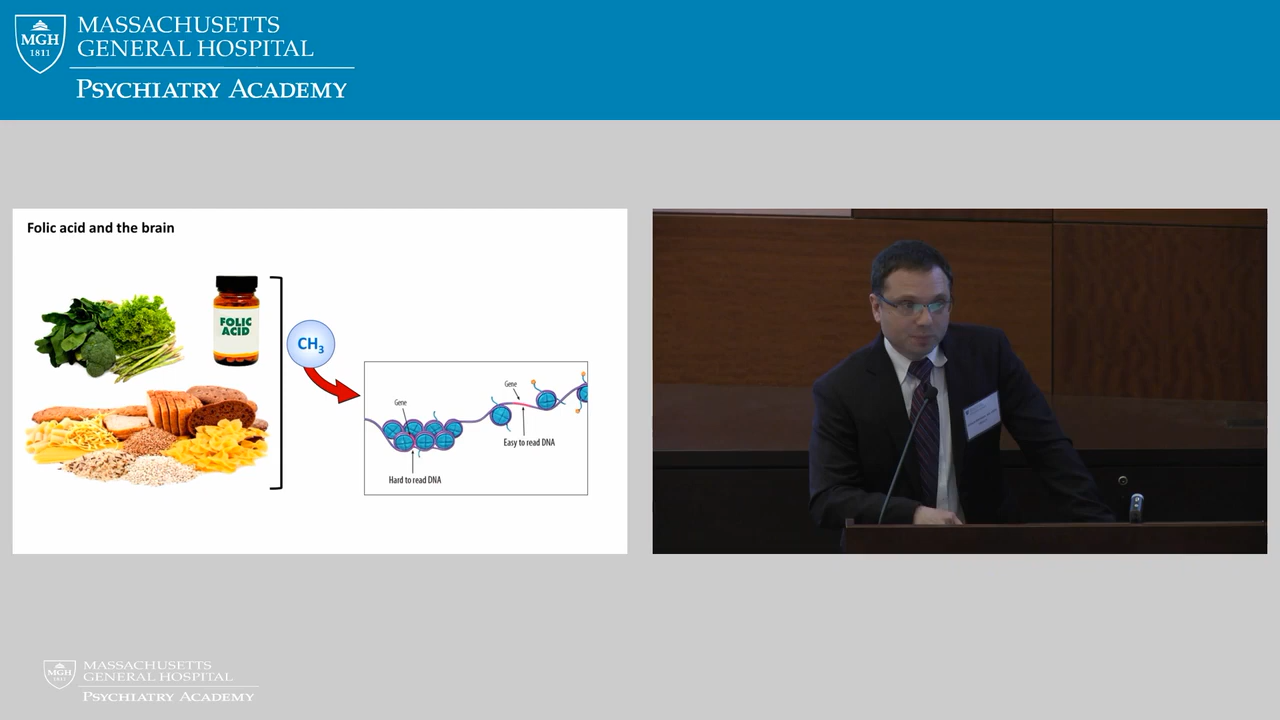 MASSACHUSETTS
GENERAL HOSPITAL
PSYCHIATRY ACADEMY
MGH
1811
Folic acid and the brain
FOLIC
ACID
CH3
Gene
Hard to read DNA
Gene
Easy to read DNA
MGH
1811
MASSACHUSETTS
GENERAL HOSPITAL
PSYCHIATRY ACADEMY